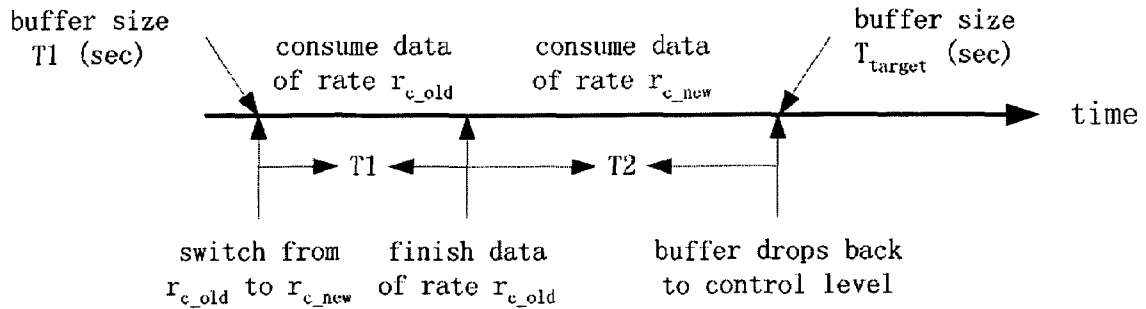 buffer size
T1 (sec)
consume data
of rate r_c_old
consume data
of rate r_c_new
buffer size
T_target (sec)
time
T1
T2
switch from
r_c_old to r_c_new
finish data
of rate r_c_old
buffer drops back
to control level